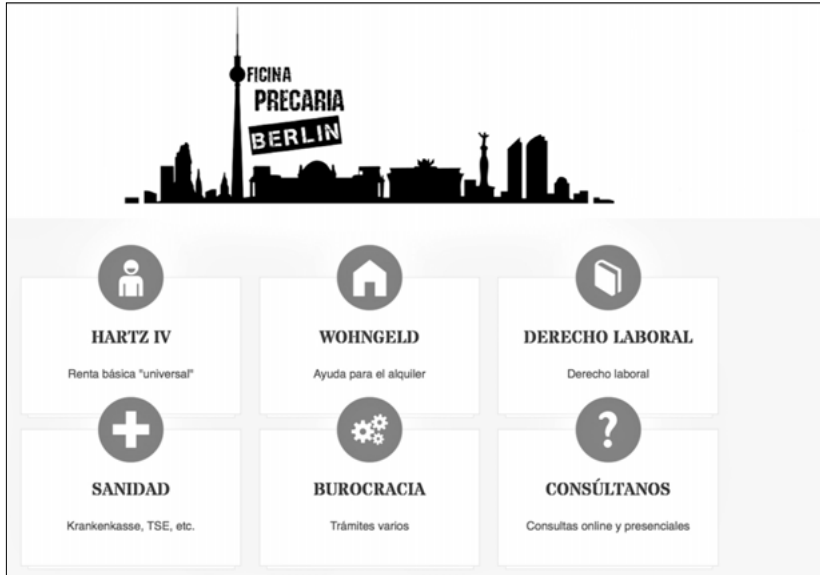 OFICINA
PRECARIA
BERLIN
HARTZ IV
WOHNGELD
DERECHO LABORAL
Renta básica "universal"
Ayuda para el alquiler
Derecho laboral
SANIDAD
BUROCRACIA
CONSÚLTANOS
Krankenkasse, TSE, etc.
Trámites varios
Consultas online y presenciales